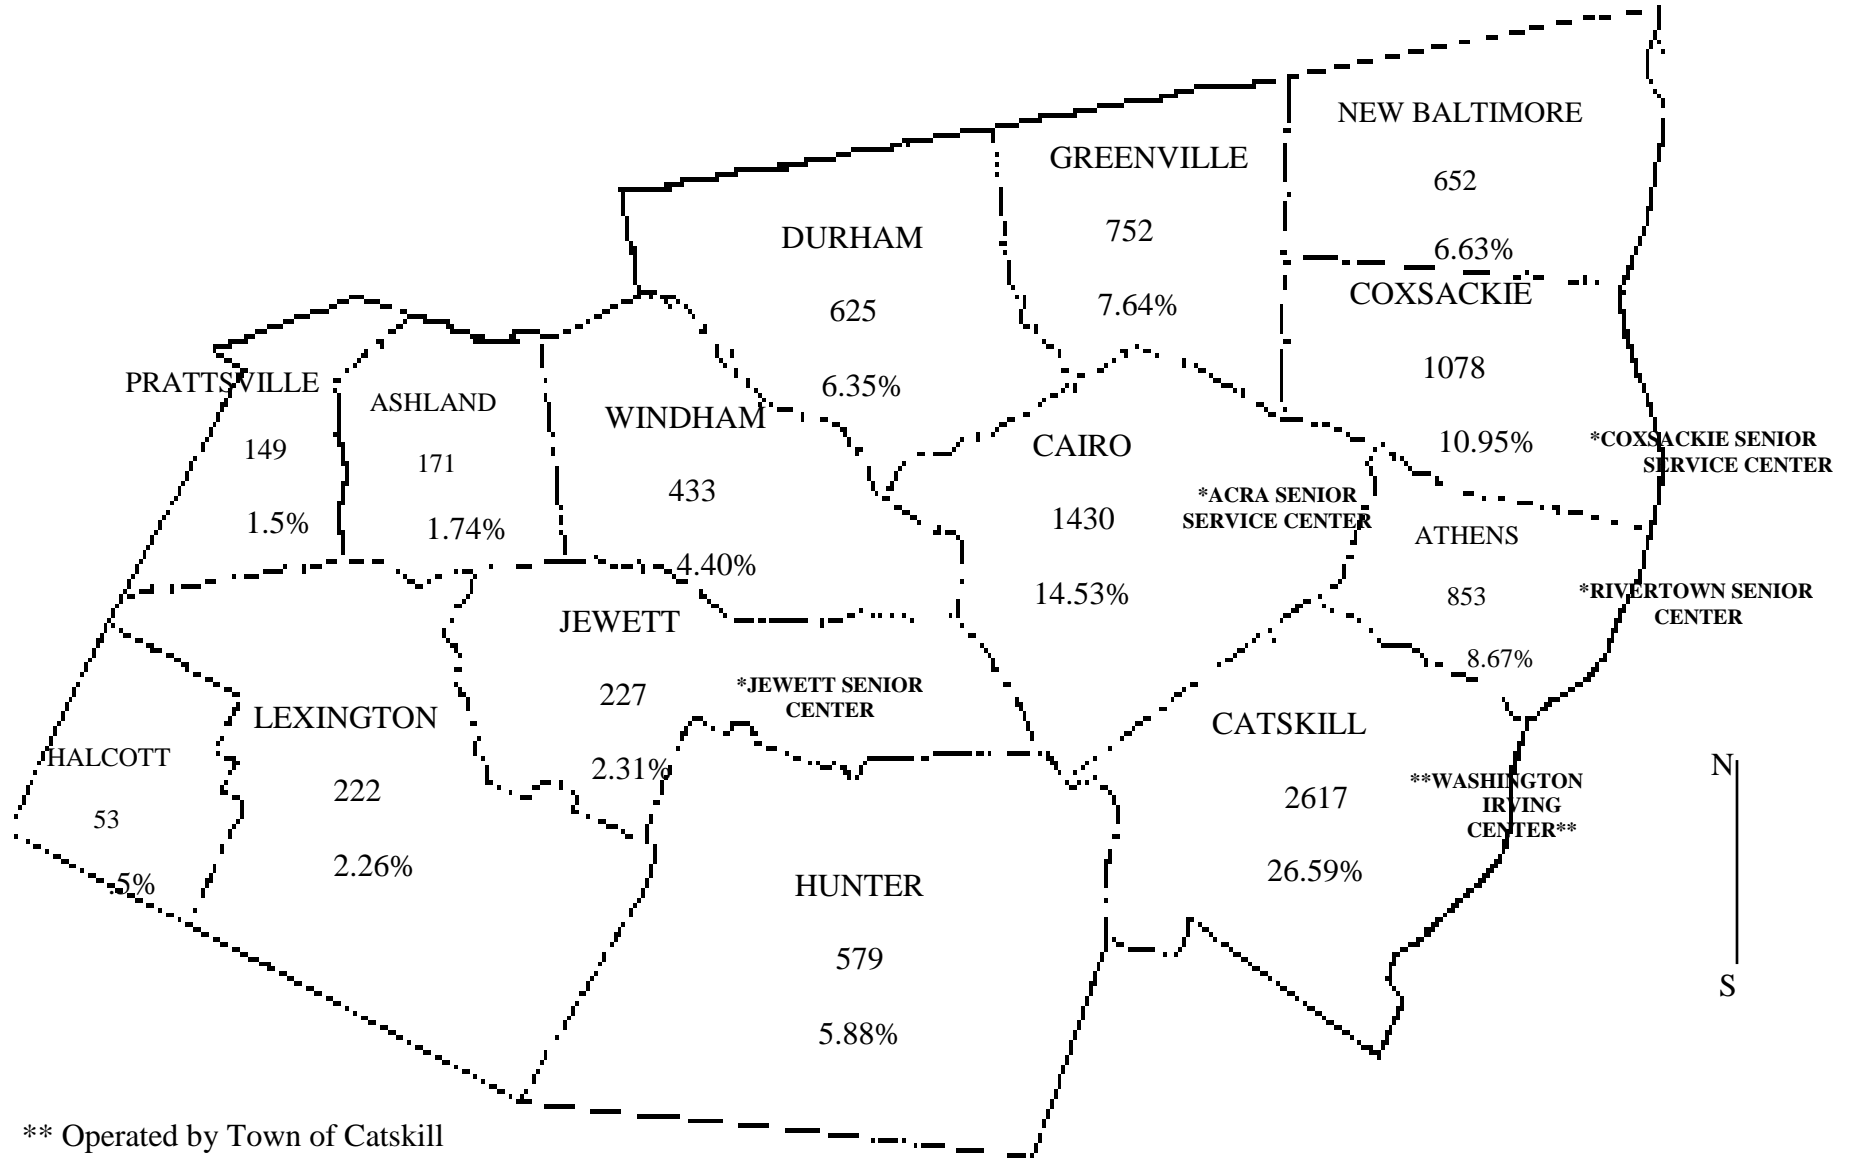 NEW BALTIMORE
652
6.63%
GREENVILLE
752
7.64%
DURHAM
625
6.35%
COXSACKIE
1078
10.95%
*COXSACKIE SENIOR
SERVICE CENTER
PRATTSVILLE
149
1.5%
ASHLAND
171
1.74%
WINDHAM
433
4.40%
CAIRO
1430
14.53%
*ACRA SENIOR
SERVICE CENTER
ATHENS
853
8.67%
*RIVERTOWN SENIOR
CENTER
JEWETT
227
2.31%
*JEWETT SENIOR
CENTER
LEXINGTON
222
2.26%
HALCOTT
53
.5%
CATSKILL
2617
26.59%
**WASHINGTON
IRVING
CENTER**
HUNTER
579
5.88%
N
S
** Operated by Town of Catskill